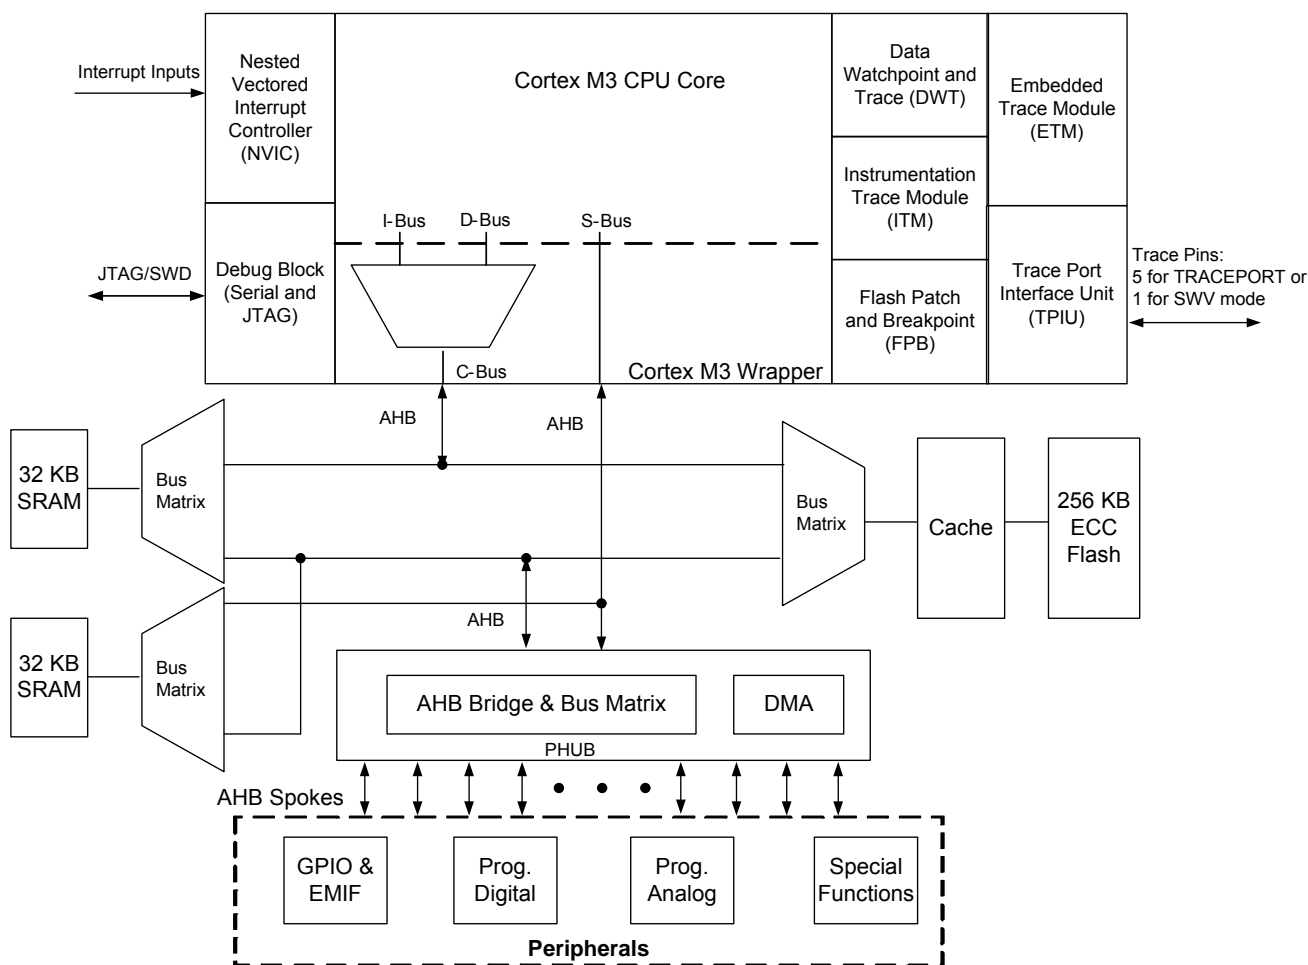 Interrupt Inputs
Nested
Vectored
Interrupt
Controller
(NVIC)
Cortex M3 CPU Core
Data
Watchpoint and
Trace (DWT)
Embedded
Trace Module
(ETM)
Instrumentation
Trace Module
(ITM)
I-Bus
D-Bus
S-Bus
JTAG/SWD
Debug Block
(Serial and
JTAG)
Flash Patch
and Breakpoint
(FPB)
Trace Port
Interface Unit
(TPIU)
Trace Pins:
5 for TRACEPORT or
1 for SWV mode
C-Bus
Cortex M3 Wrapper
AHB
AHB
32 KB
SRAM
Bus
Matrix
Bus
Matrix
Cache
256 KB
ECC
Flash
AHB
32 KB
SRAM
Bus
Matrix
AHB Bridge & Bus Matrix
DMA
PHUB
AHB Spokes
GPIO &
EMIF
Prog.
Digital
Prog.
Analog
Special
Functions
Peripherals